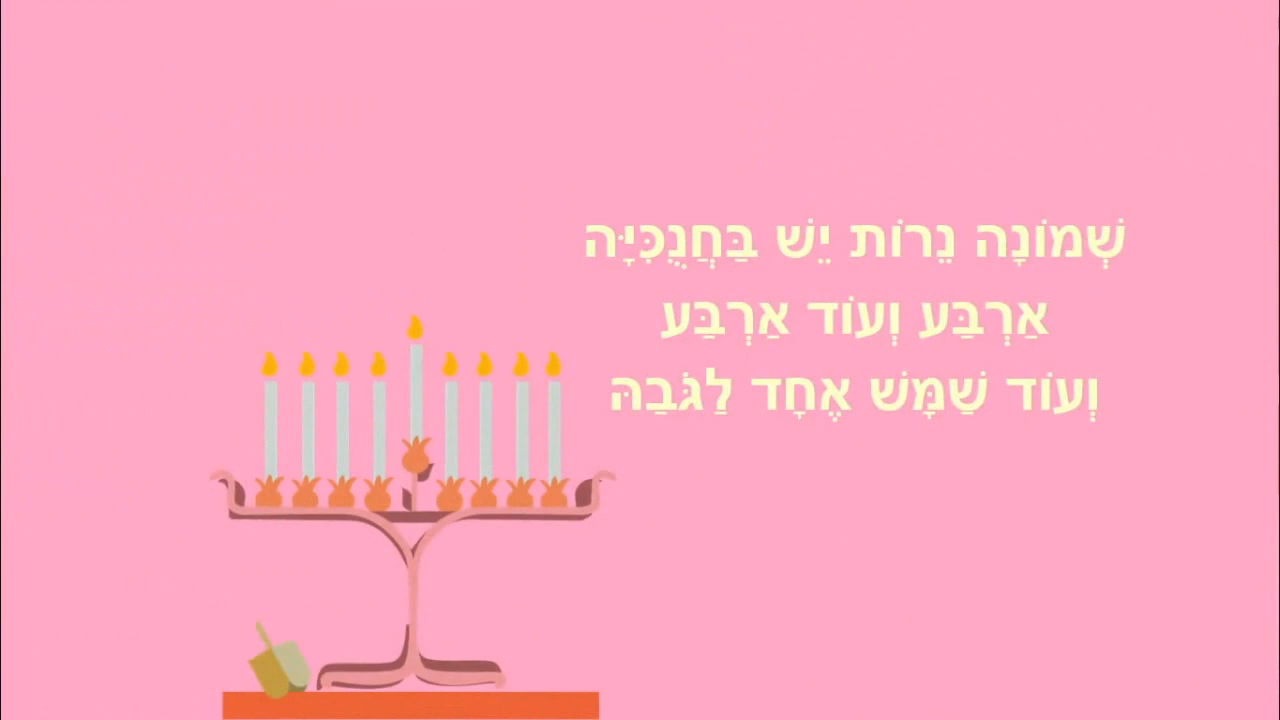 שְׁמוֹנָה נֵרוֹת יֵשׁ בַּחֲנֻכִּיָּה
אַרְבַּע וְעוֹד אַרְבַּע
וְעוֹד שַׁמָּשׁ אֶחָד לַגֹּבַהּ